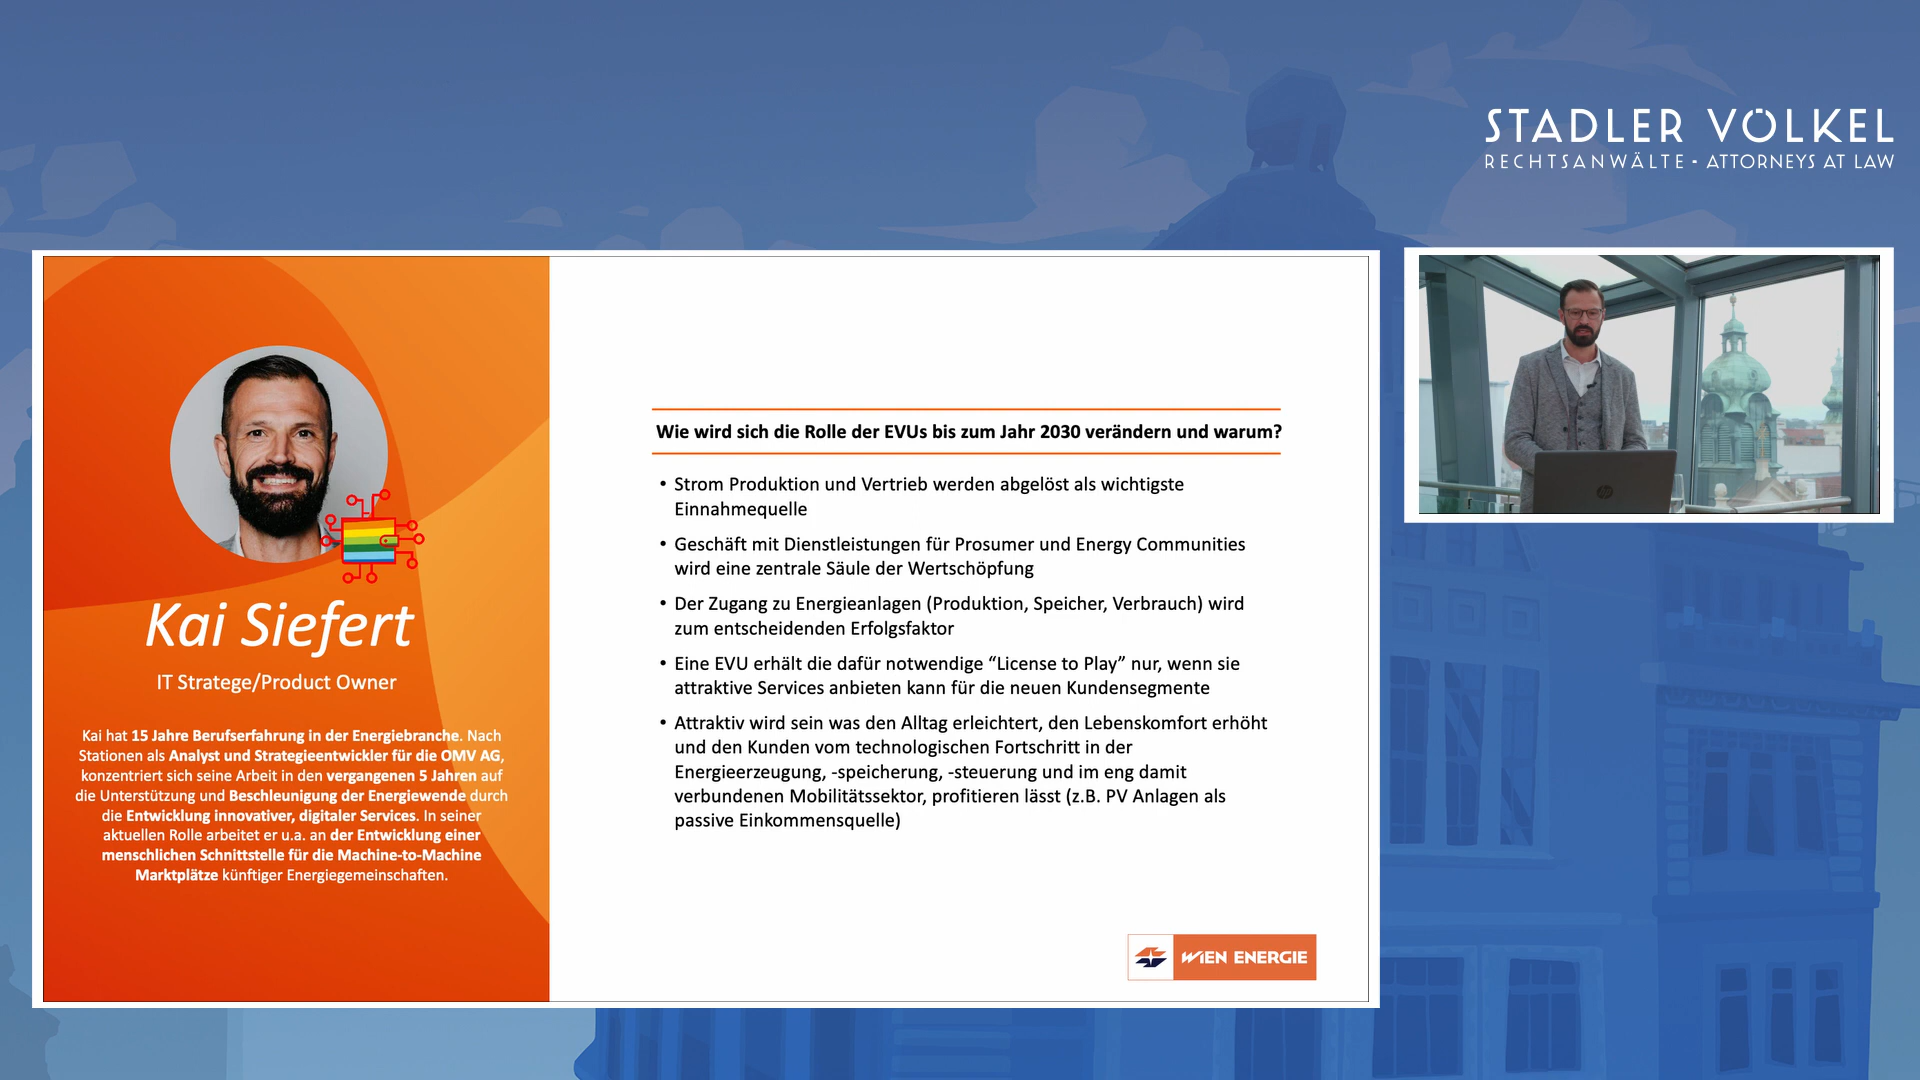 STADLER VÖLKEL
RECHTSANWÄLTE - ATTORNEYS AT LAW
Kai Siefert
IT Stratege/Product Owner
Kai hat 15 Jahre Berufserfahrung in der Energiebranche. Nach
Stationen als Analyst und Strategieentwickler für die OMV AG,
konzentriert sich seine Arbeit in den vergangenen 5 Jahren auf
die Unterstützung und Beschleunigung der Energiewende durch
die Entwicklung innovativer, digitaler Services. In seiner
aktuellen Rolle arbeitet er u.a. an der Entwicklung einer
menschlichen Schnittstelle für die Machine-to-Machine
Marktplätze künftiger Energiegemeinschaften.
Wie wird sich die Rolle der EVUs bis zum Jahr 2030 verändern und warum?
• Strom Produktion und Vertrieb werden abgelöst als wichtigste
Einnahmequelle
• Geschäft mit Dienstleistungen für Prosumer und Energy Communities
wird eine zentrale Säule der Wertschöpfung
• Der Zugang zu Energieanlagen (Produktion, Speicher, Verbrauch) wird
zum entscheidenden Erfolgsfaktor
• Eine EVU erhält die dafür notwendige “License to Play” nur, wenn sie
attraktive Services anbieten kann für die neuen Kundensegmente
• Attraktiv wird sein was den Alltag erleichtert, den Lebenskomfort erhöht
und den Kunden vom technologischen Fortschritt in der
Energieerzeugung, -speicherung, -steuerung und im eng damit
verbundenen Mobilitätssektor, profitieren lässt (z.B. PV Anlagen als
passive Einkommensquelle)
WIEN ENERGIE
hp